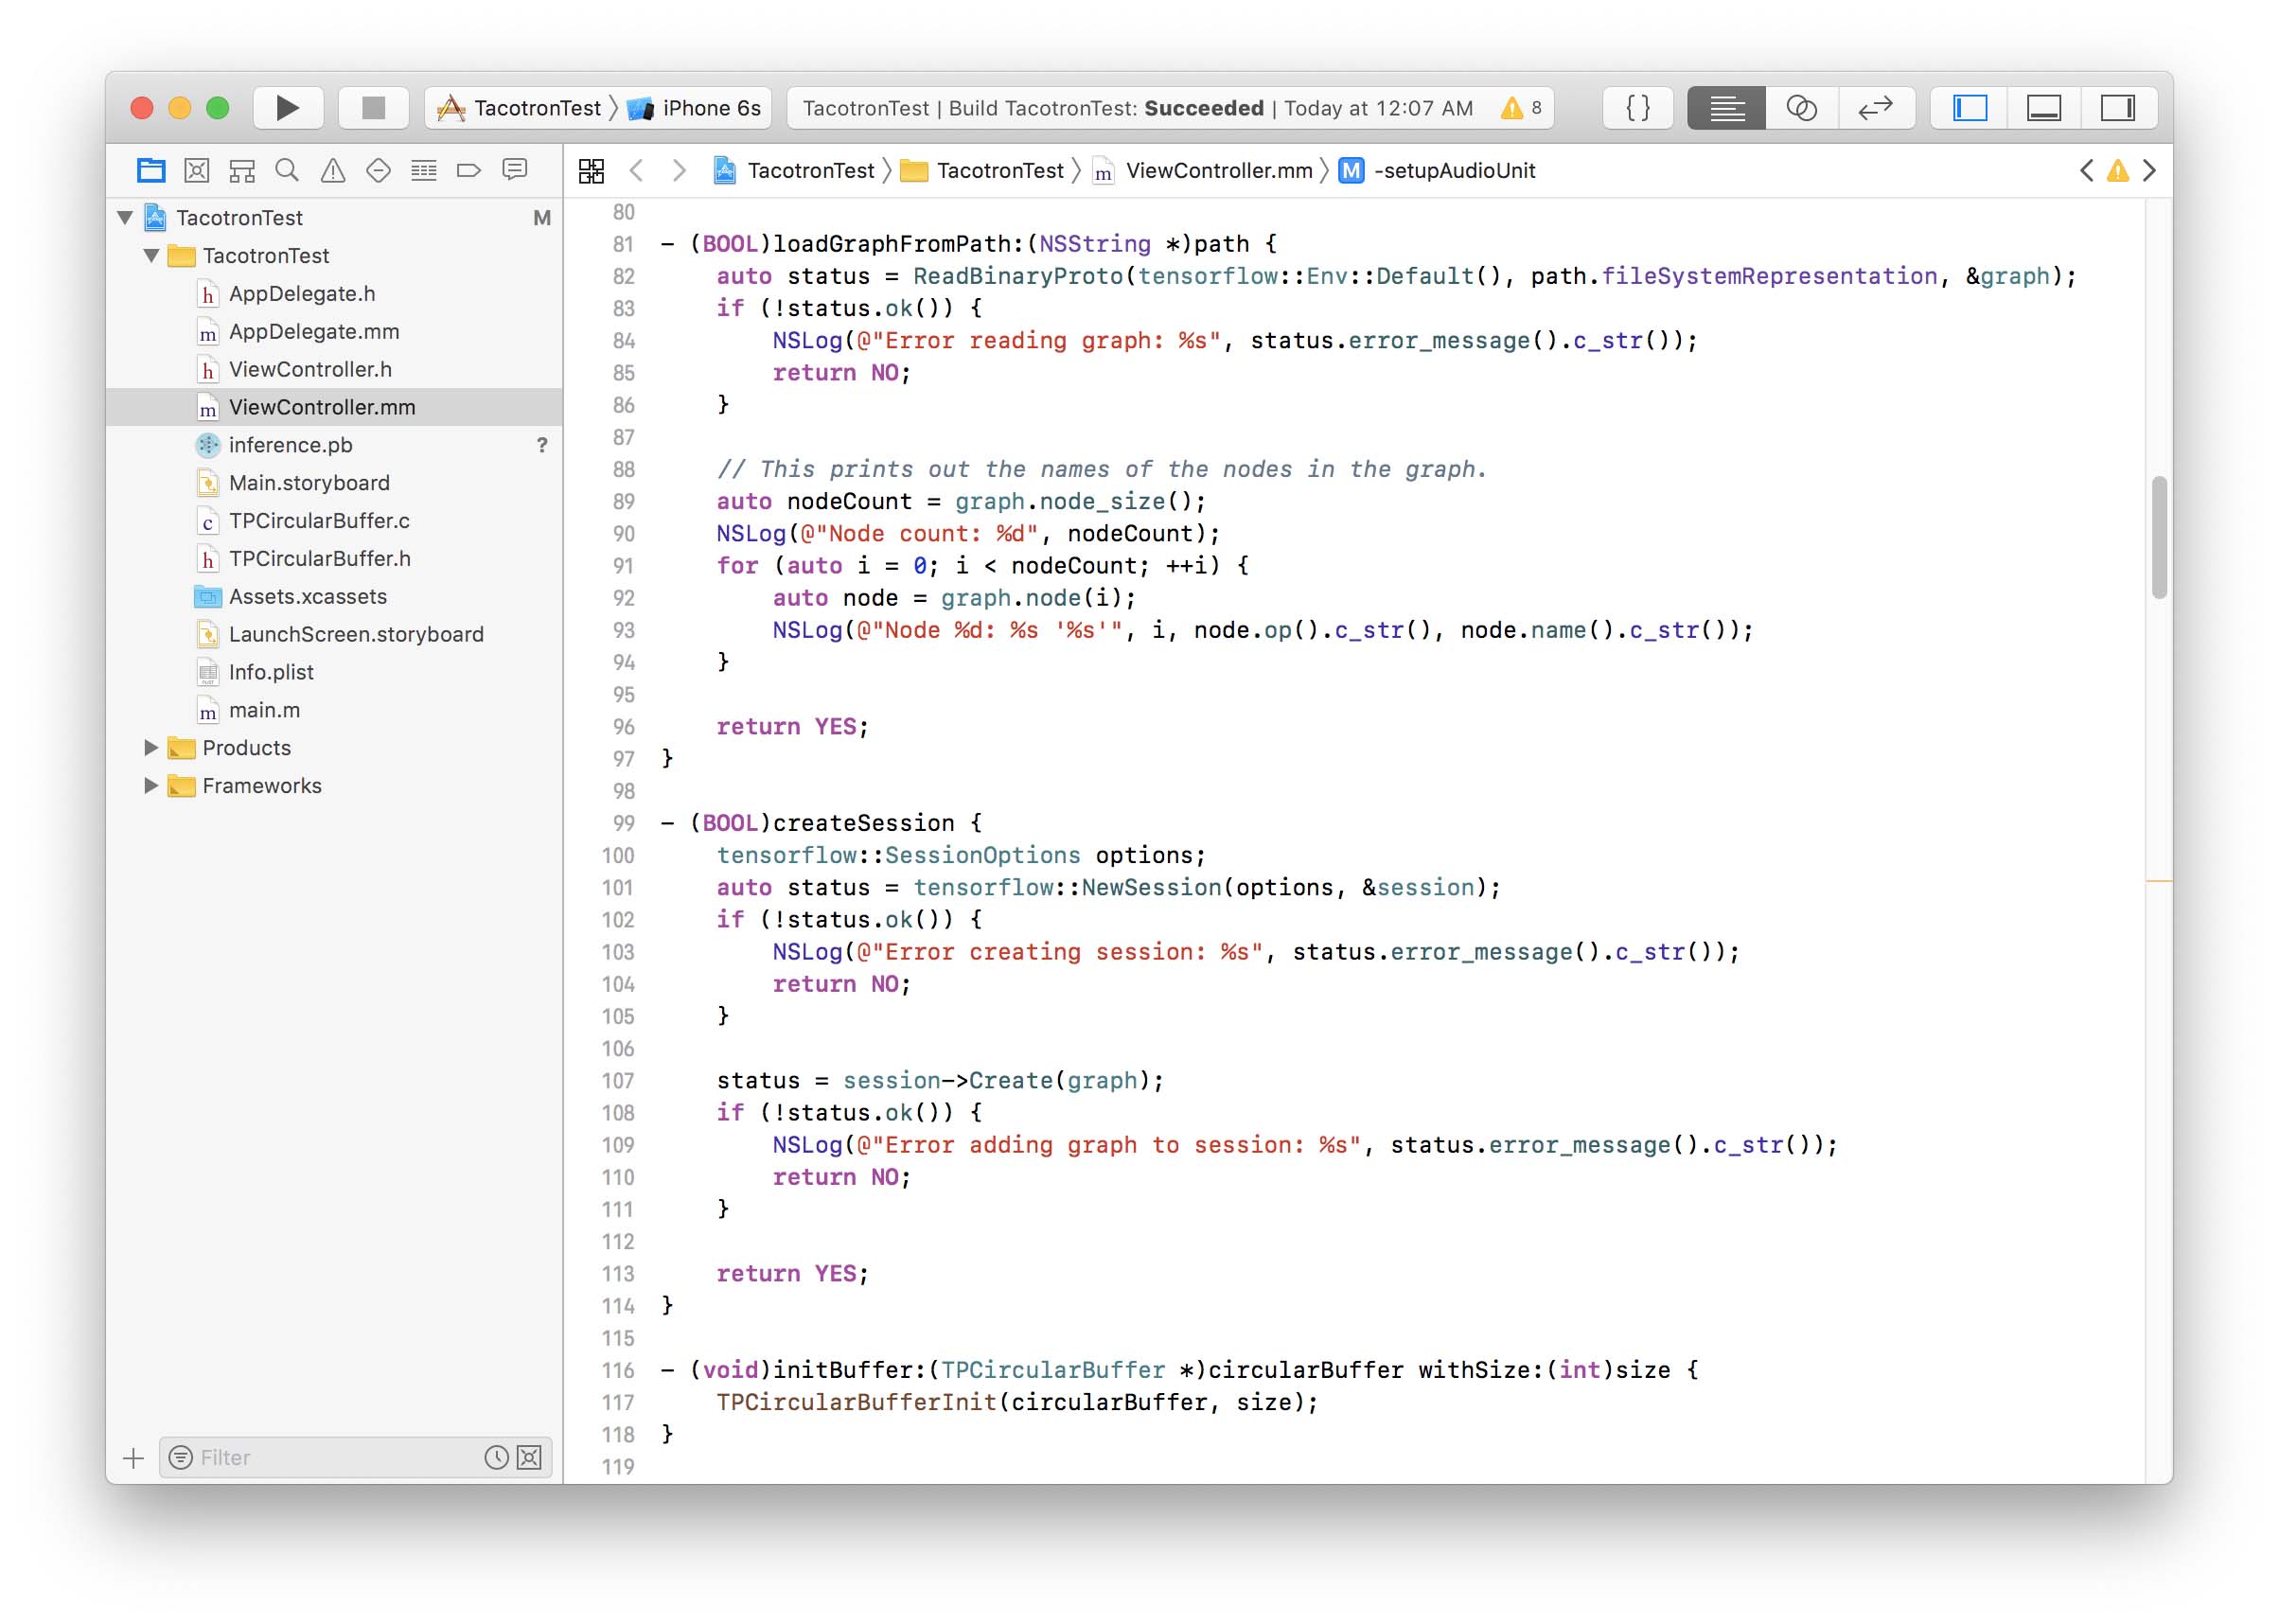 TacotronTest 〉 iPhone 6s
TacotronTest | Build TacotronTest: Succeeded | Today at 12:07 AM 8
{ }
TacotronTest 〉 TacotronTest 〉 m ViewController.mm 〉 M -setupAudioUnit
TacotronTest M
TacotronTest
h AppDelegate.h
m AppDelegate.mm
h ViewController.h
m ViewController.mm
inference.pb ?
Main.storyboard
c TPCircularBuffer.c
h TPCircularBuffer.h
Assets.xcassets
LaunchScreen.storyboard
Info.plist
m main.m
Products
Frameworks
Filter
80
81 - (BOOL)loadGraphFromPath:(NSString *)path {
82     auto status = ReadBinaryProto(tensorflow::Env::Default(), path.fileSystemRepresentation, &graph);
83     if (!status.ok()) {
84         NSLog(@"Error reading graph: %s", status.error_message().c_str());
85         return NO;
86     }
87
88     // This prints out the names of the nodes in the graph.
89     auto nodeCount = graph.node_size();
90     NSLog(@"Node count: %d", nodeCount);
91     for (auto i = 0; i < nodeCount; ++i) {
92         auto node = graph.node(i);
93         NSLog(@"Node %d: %s '%s'", i, node.op().c_str(), node.name().c_str());
94     }
95
96     return YES;
97 }
98
99 - (BOOL)createSession {
100     tensorflow::SessionOptions options;
101     auto status = tensorflow::NewSession(options, &session);
102     if (!status.ok()) {
103         NSLog(@"Error creating session: %s", status.error_message().c_str());
104         return NO;
105     }
106
107     status = session->Create(graph);
108     if (!status.ok()) {
109         NSLog(@"Error adding graph to session: %s", status.error_message().c_str());
110         return NO;
111     }
112
113     return YES;
114 }
115
116 - (void)initBuffer:(TPCircularBuffer *)circularBuffer withSize:(int)size {
117     TPCircularBufferInit(circularBuffer, size);
118 }
119